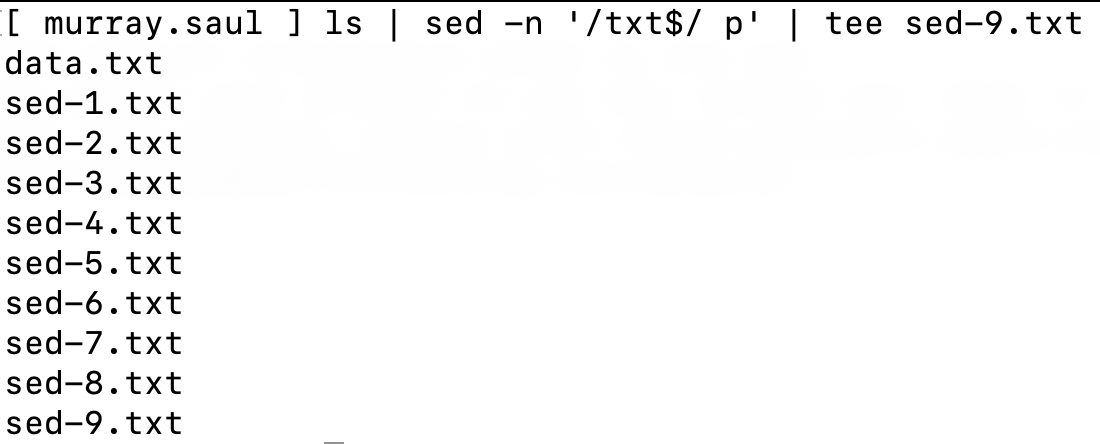 [ murray.saul ] ls | sed -n '/txt$/ p' | tee sed-9.txt
data.txt
sed-1.txt
sed-2.txt
sed-3.txt
sed-4.txt
sed-5.txt
sed-6.txt
sed-7.txt
sed-8.txt
sed-9.txt